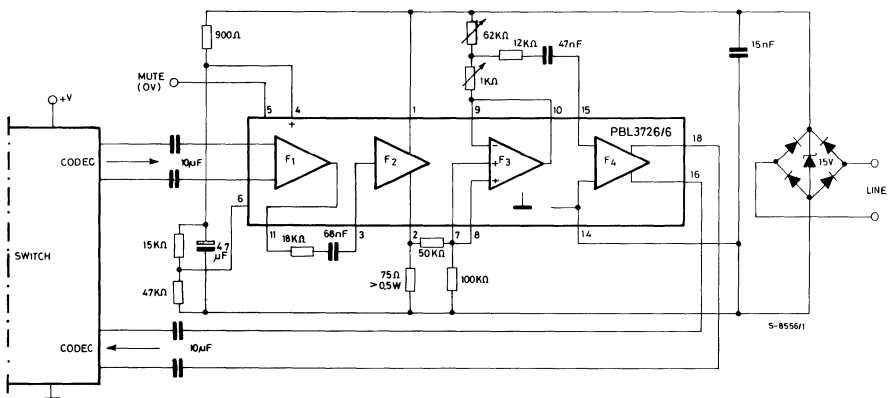 900Ω
62KΩ
12KΩ
47nF
15nF
1KΩ
MUTE
(0V)
5
4
1
9
10
15
PBL3726/6
+V
+
CODEC
10μF
F1
F2
F3
F4
-
+
+
18
16
15V
LINE
6
11
3
2
7
8
14
68nF
18KΩ
50KΩ
15KΩ
4.7
μF
SWITCH
47KΩ
75Ω
>0,5W
100KΩ
S-8556/1
CODEC
10μF